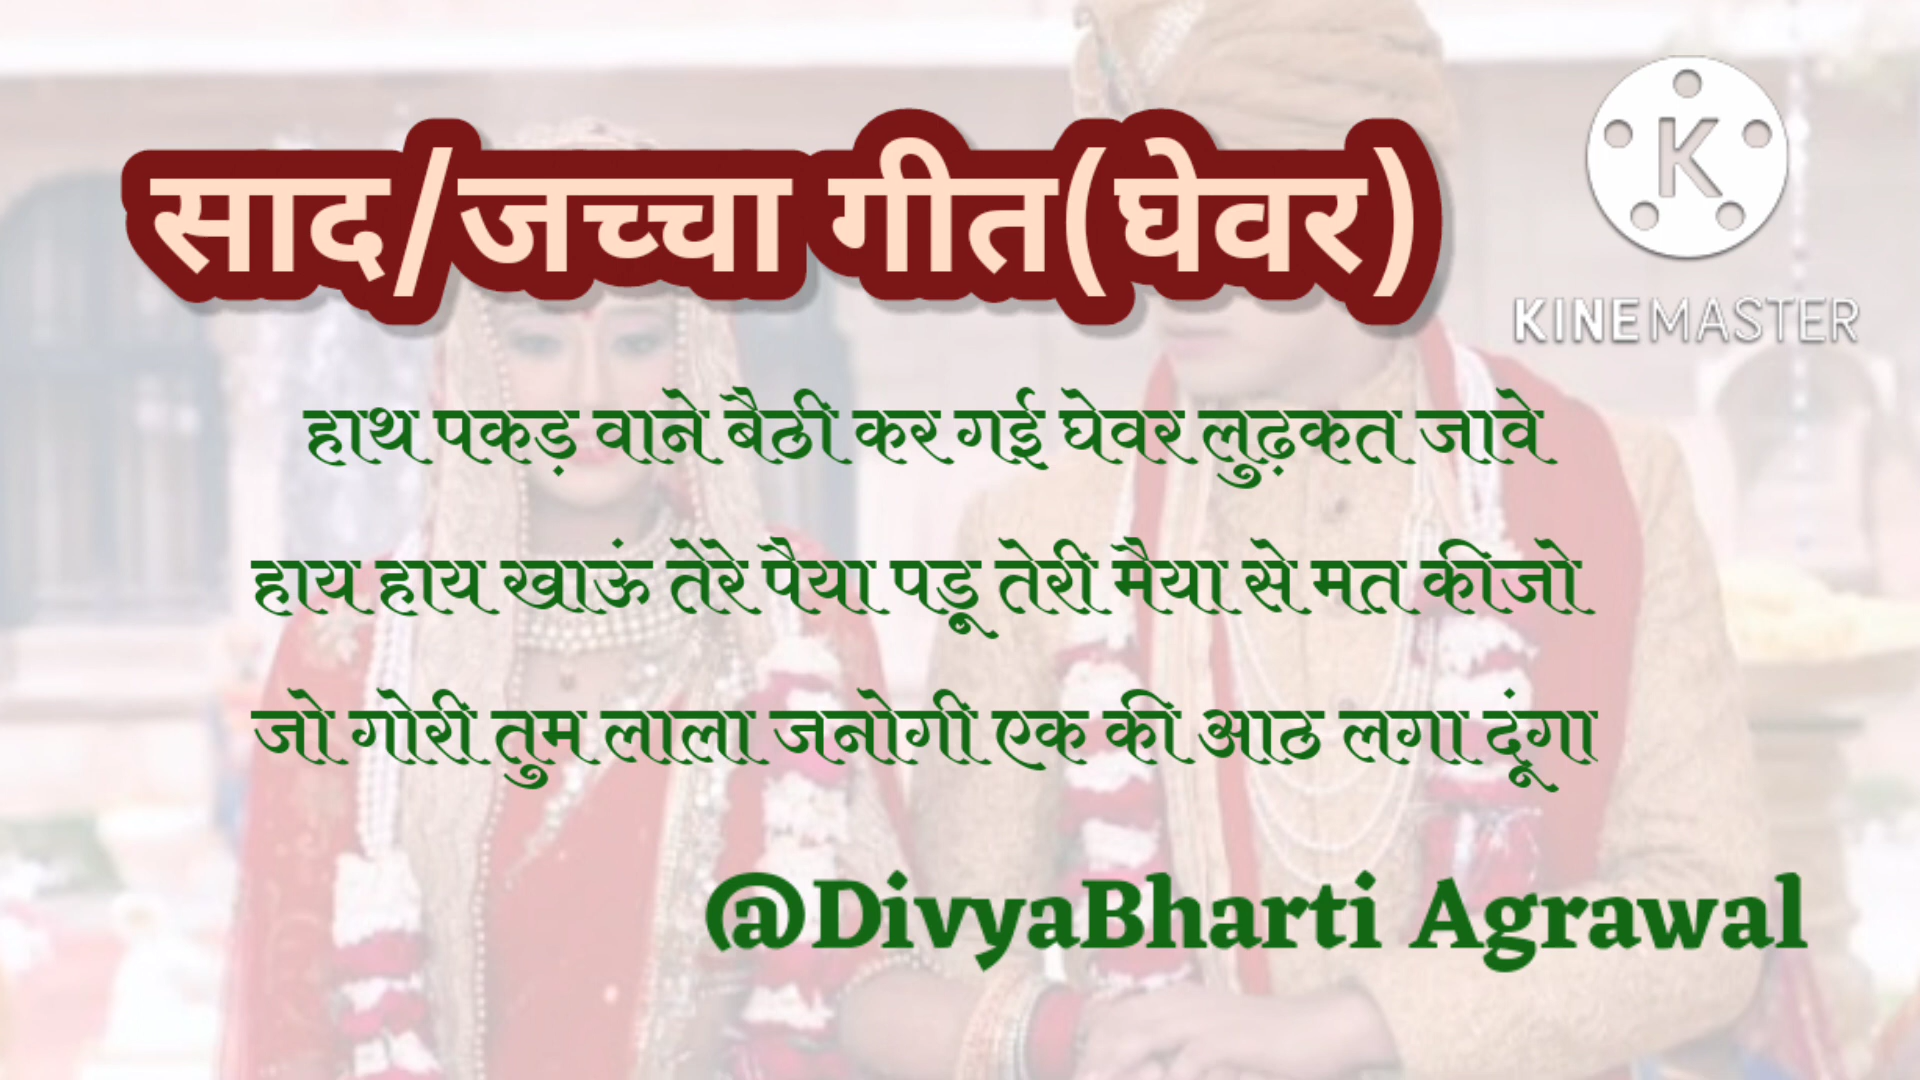 साद/जच्चा गीत(घेवर)
K
KINEMASTER
हाथ पकड़ वाने बैठी कर गई घेवर लुढ़कत जावे
हाय हाय खाऊं तेरे पैया पड़ू तेरी मैया से मत कीजो
जो गोरी तुम लाला जनोगी एक की आठ लगा दूंगा
@DivyaBharti Agrawal